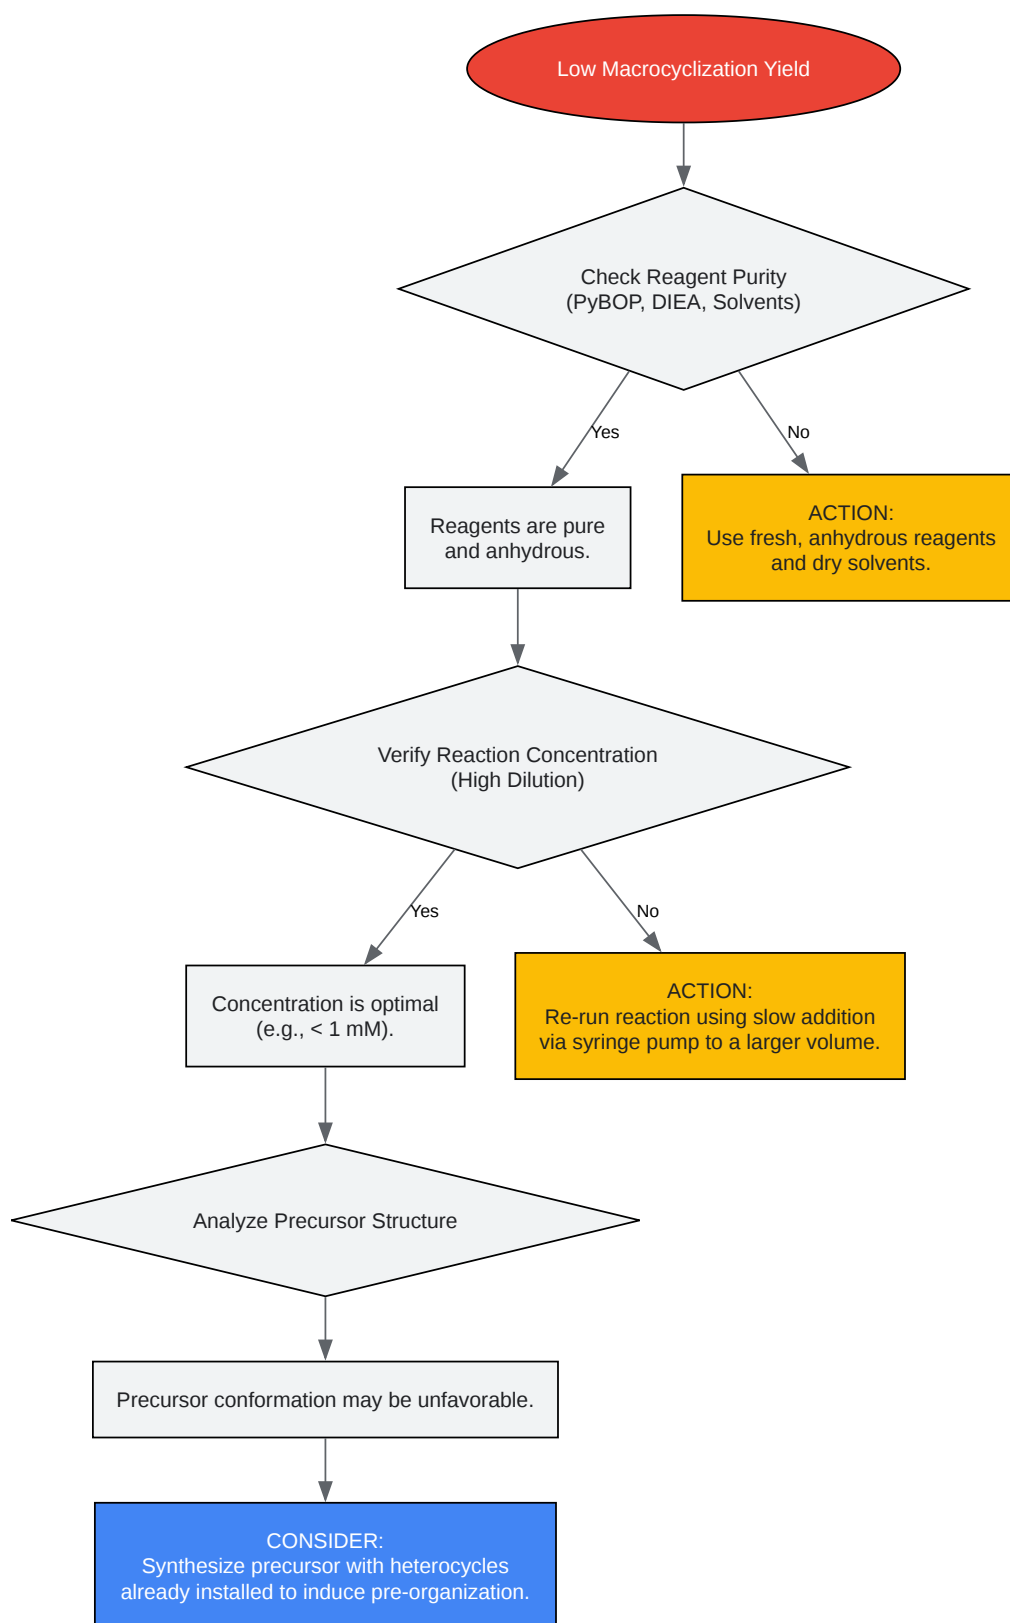 Low Macrocyclization Yield
Check Reagent Purity
(PyBOP, DIEA, Solvents)
Yes
No
Reagents are pure
and anhydrous.
ACTION:
Use fresh, anhydrous reagents
and dry solvents.
Verify Reaction Concentration
(High Dilution)
Yes
No
Concentration is optimal
(e.g., < 1 mM).
ACTION:
Re-run reaction using slow addition
via syringe pump to a larger volume.
Analyze Precursor Structure
Precursor conformation may be unfavorable.
CONSIDER:
Synthesize precursor with heterocycles
already installed to induce pre-organization.